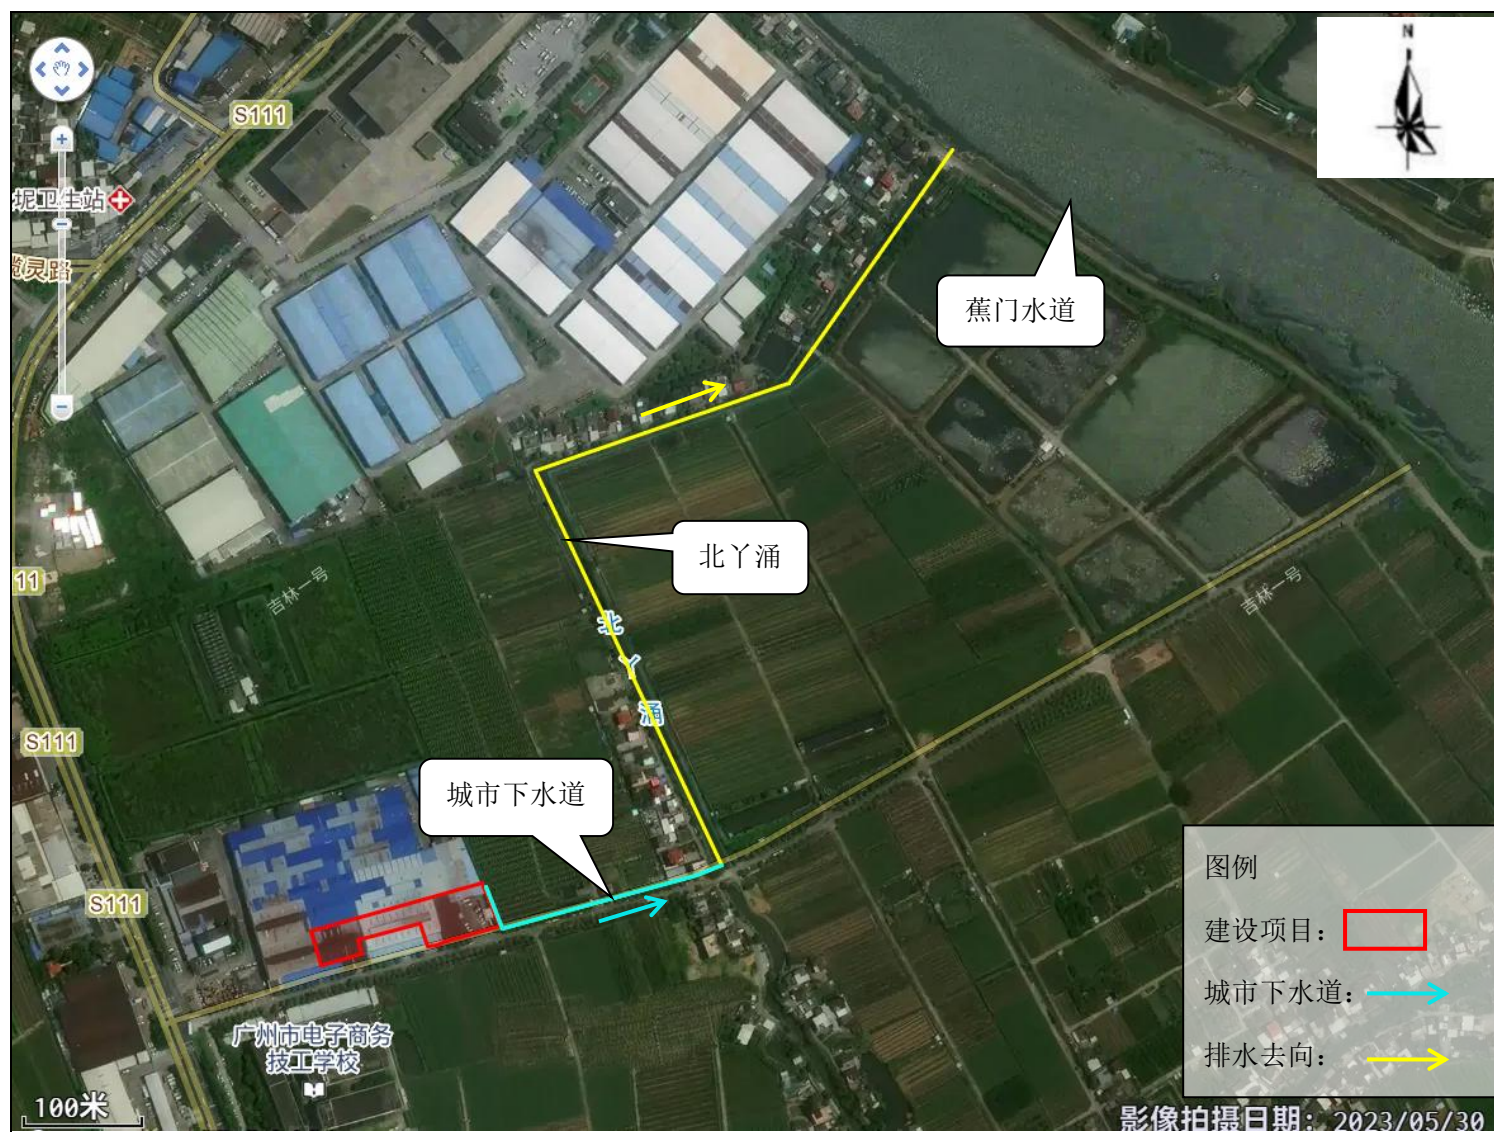 N
S111
坭卫生站
灵路
蕉门水道
北丫涌
吉林一号
吉林一号
11
北
丫
涌
S111
城市下水道
S111
图例
建设项目：
城市下水道：
排水去向：
广州市电子商务
技工学校
100米
影像拍摄日期：2023/05/30